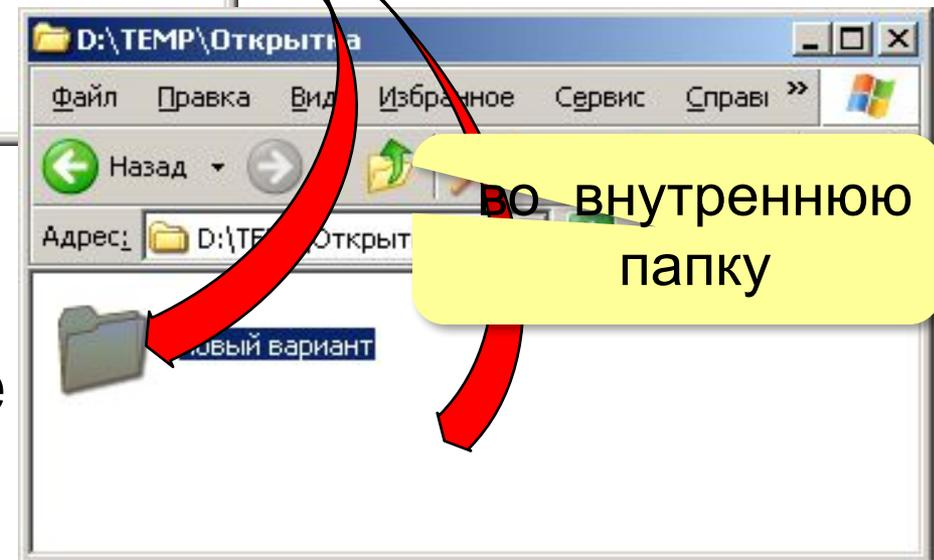 D:\TEMP\Открытка
Файл Правка Вид Избранное Сервис Справ
Назад
во внутреннюю
папку
Адрес: D:\TE Открыт
овый вариант
е